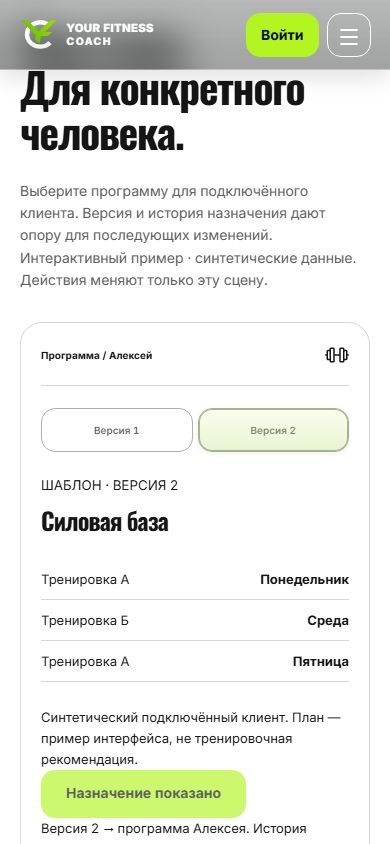 YOUR FITNESS
COACH
Войти
Для конкретного
человека.
Выберите программу для подключённого
клиента. Версия и история назначения дают
опору для последующих изменений.
Интерактивный пример · синтетические данные.
Действия меняют только эту сцену.
Программа / Алексей
Версия 1
Версия 2
ШАБЛОН · ВЕРСИЯ 2
Силовая база
Тренировка А
Понедельник
Тренировка Б
Среда
Тренировка А
Пятница
Синтетический подключённый клиент. План —
пример интерфейса, не тренировочная
рекомендация.
Назначение показано
Версия 2 → программа Алексея. История